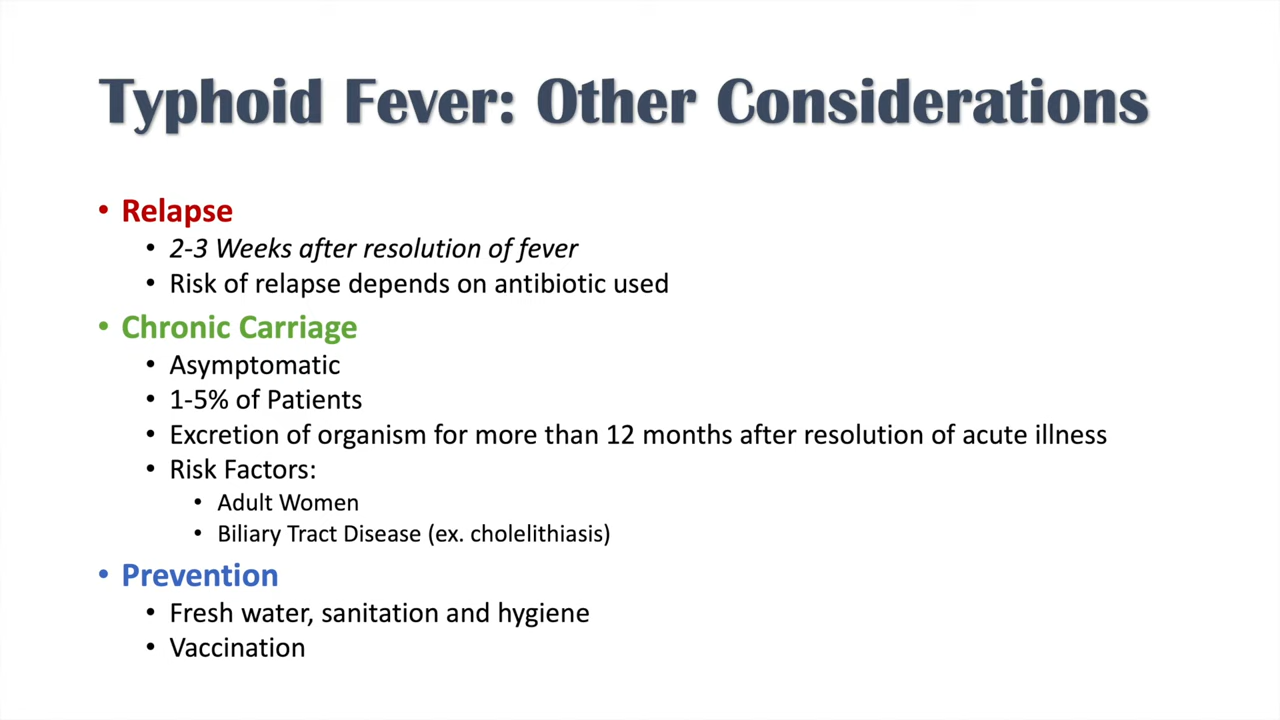 Typhoid Fever: Other Considerations
• Relapse
• 2-3 Weeks after resolution of fever
• Risk of relapse depends on antibiotic used
• Chronic Carriage
• Asymptomatic
• 1-5% of Patients
• Excretion of organism for more than 12 months after resolution of acute illness
• Risk Factors:
• Adult Women
• Biliary Tract Disease (ex. cholelithiasis)
• Prevention
• Fresh water, sanitation and hygiene
• Vaccination